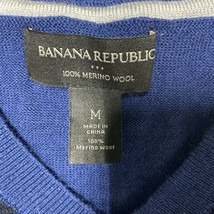 BANANA REPUBLIC
100% MERINO WOOL
M
MADE IN
CHINA
100%
Merino Wool